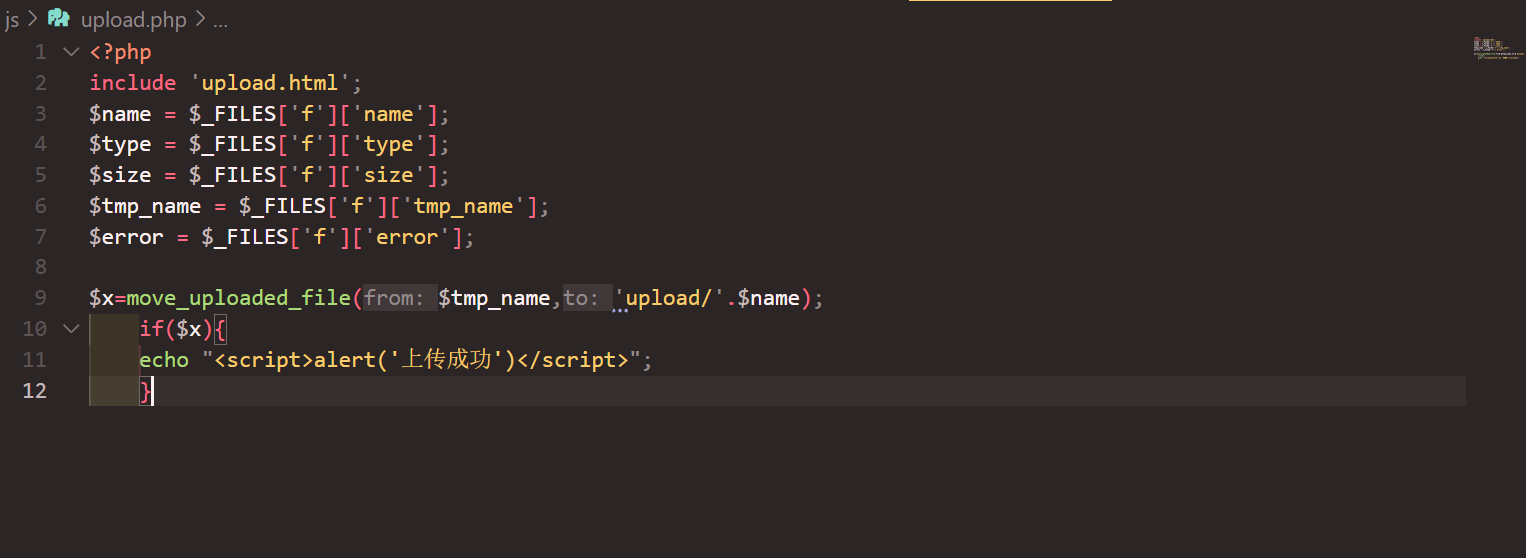 js > upload.php > ...
1 <?php
2 include 'upload.html';
3 $name = $_FILES['f']['name'];
4 $type = $_FILES['f']['type'];
5 $size = $_FILES['f']['size'];
6 $tmp_name = $_FILES['f']['tmp_name'];
7 $error = $_FILES['f']['error'];
8
9 $x=move_uploaded_file(from: $tmp_name,to: 'upload/'.$name);
10 if($x){
11 echo "<script>alert('上传成功')</script>";
12 }